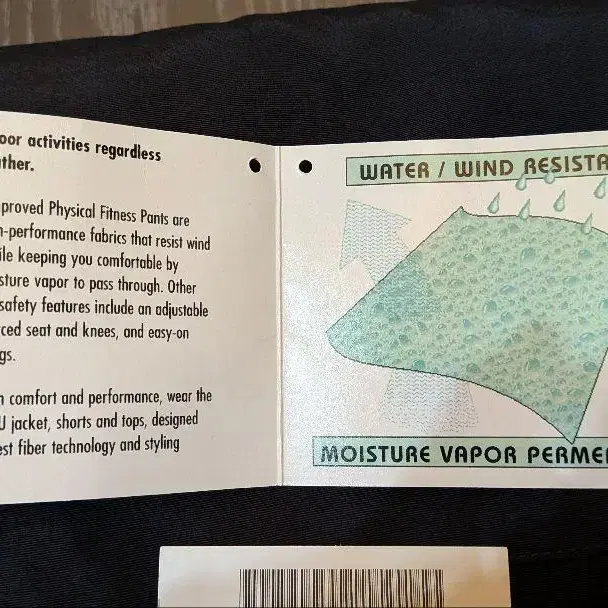 oor activities regardless
ther.
proved Physical Fitness Pants are
-performance fabrics that resist wind
ile keeping you comfortable by
sture vapor to pass through. Other
safety features include an adjustable
ced seat and knees, and easy-on
gs.
comfort and performance, wear the
U jacket, shorts and tops, designed
est fiber technology and styling
WATER / WIND RESISTA
MOISTURE VAPOR PERME